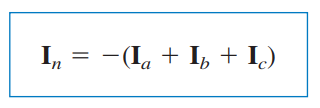 Iₙ = −(Iₐ + I_b + I_c)